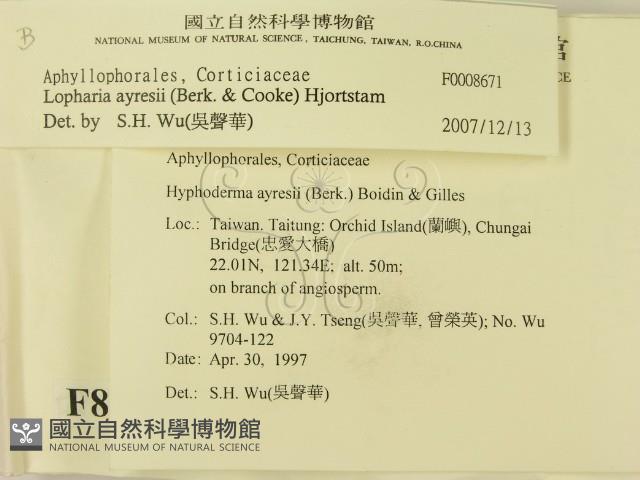 B
國立自然科學博物館
NATIONAL MUSEUM OF NATURAL SCIENCE, TAICHUNG, TAIWAN, R.O.CHINA
Aphyllophorales, Corticiaceae F0008671
Lopharia ayresii (Berk. & Cooke) Hjortstam
Det. by S.H. Wu(吳聲華) 2007/12/13
Aphyllophorales, Corticiaceae
Hyphoderma ayresii (Berk.) Boidin & Gilles
Loc.: Taiwan. Taitung: Orchid Island(蘭嶼), Chungai
Bridge(忠愛大橋)
22.01N, 121.34E; alt. 50m;
on branch of angiosperm.
Col.: S.H. Wu & J.Y. Tseng(吳聲華, 曾榮英); No. Wu
9704-122
Date: Apr. 30, 1997
Det.: S.H. Wu(吳聲華)
F8
國立自然科學博物館
NATIONAL MUSEUM OF NATURAL SCIENCE